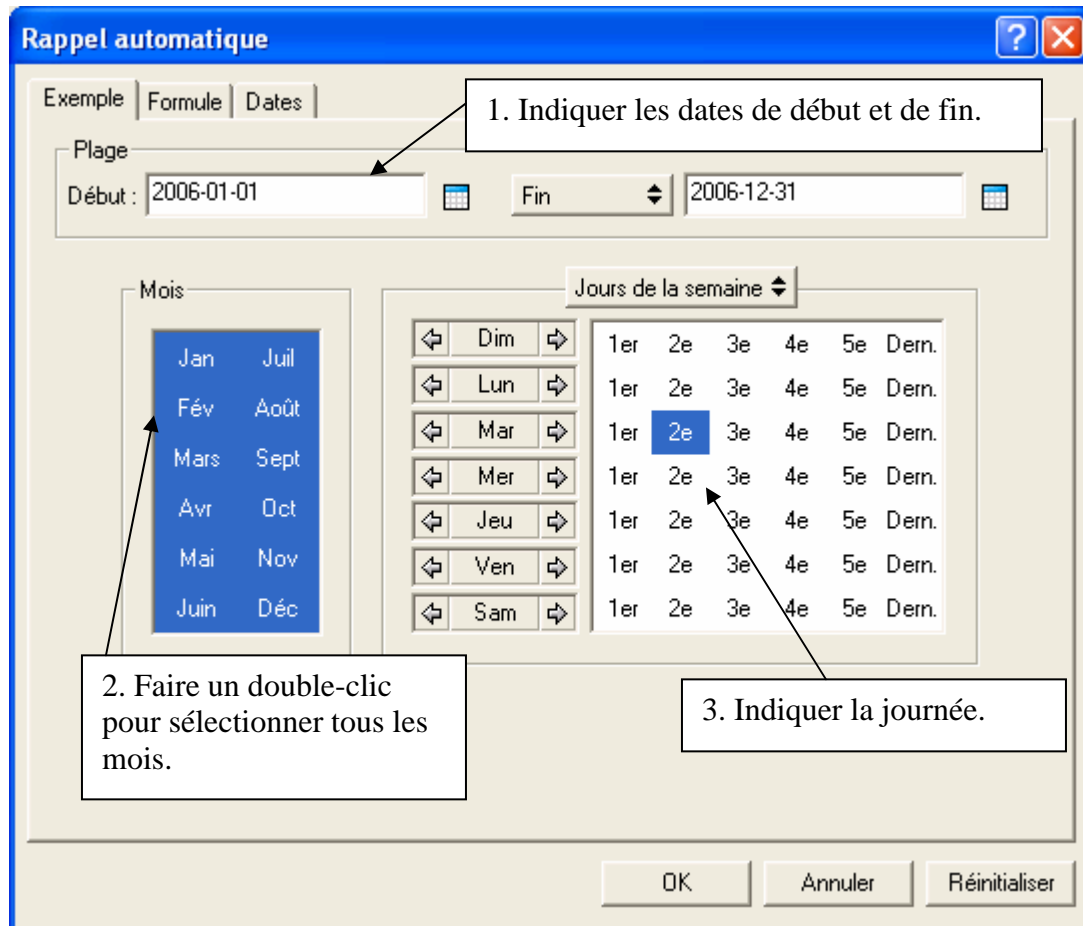 Rappel automatique
Exemple Formule Dates
1. Indiquer les dates de début et de fin.
Plage
Début : 2006-01-01 Fin 2006-12-31
Mois
Jours de la semaine
Jan Juil
Fév Août
Mars Sept
Avr Oct
Mai Nov
Juin Déc
Dim 1er 2e 3e 4e 5e Dern.
Lun 1er 2e 3e 4e 5e Dern.
Mar 1er 2e 3e 4e 5e Dern.
Mer 1er 2e 3e 4e 5e Dern.
Jeu 1er 2e 3e 4e 5e Dern.
Ven 1er 2e 3e 4e 5e Dern.
Sam 1er 2e 3e 4e 5e Dern.
2. Faire un double-clic
pour sélectionner tous les
mois.
3. Indiquer la journée.
OK Annuler Réinitialiser